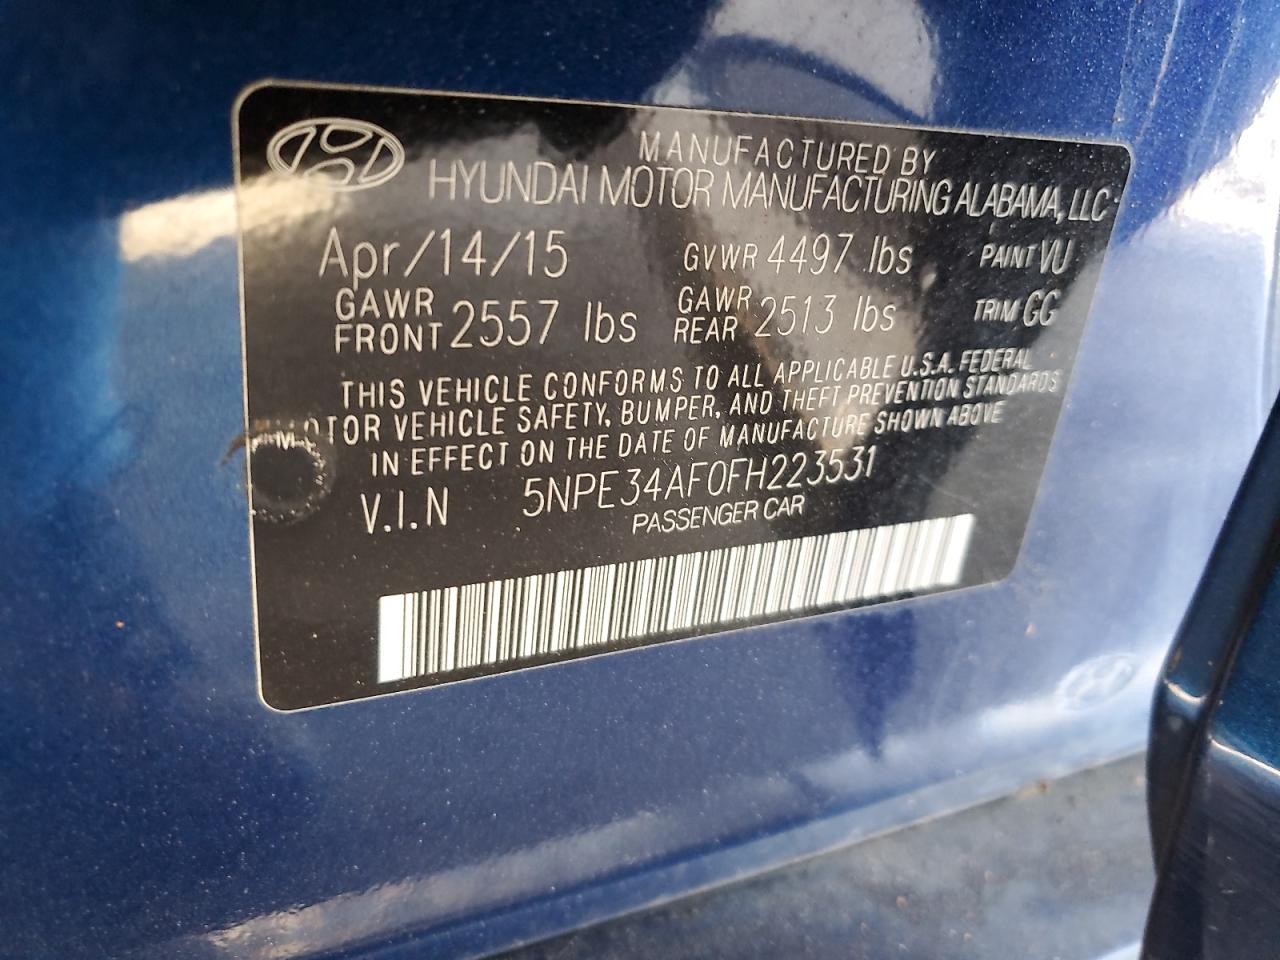 MANUFACTURED BY
HYUNDAI MOTOR MANUFACTURING ALABAMA, LLC
Apr/14/15 GVWR 4497 lbs PAINT VU
GAWR FRONT 2557 lbs GAWR REAR 2513 lbs TRIM GG
THIS VEHICLE CONFORMS TO ALL APPLICABLE U.S.A. FEDERAL
MOTOR VEHICLE SAFETY, BUMPER, AND THEFT PREVENTION STANDARDS
IN EFFECT ON THE DATE OF MANUFACTURE SHOWN ABOVE
V.I.N 5NPE34AF0FH223531
PASSENGER CAR